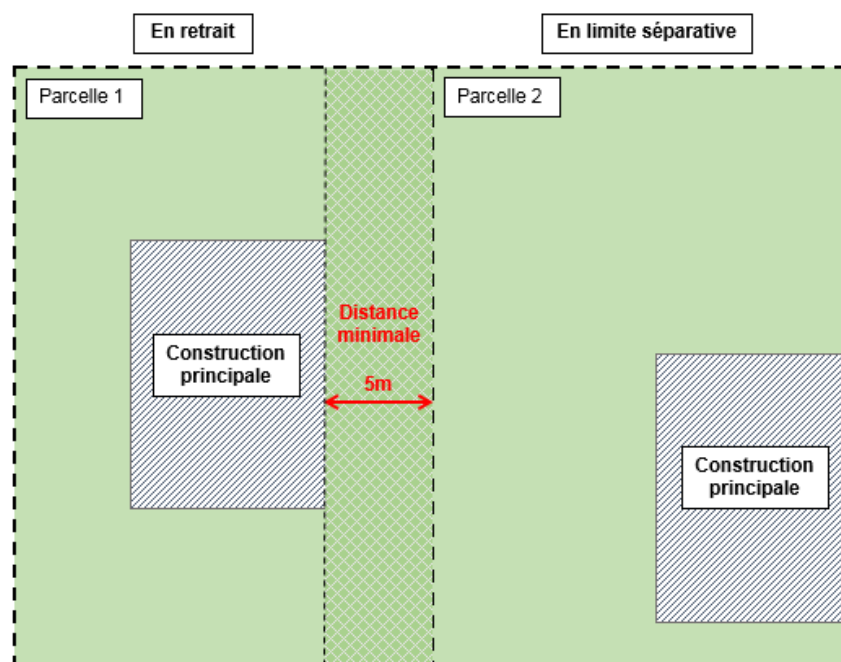 En retrait
En limite séparative
Parcelle 1
Parcelle 2
Distance
minimale
5m
Construction
principale
Construction
principale